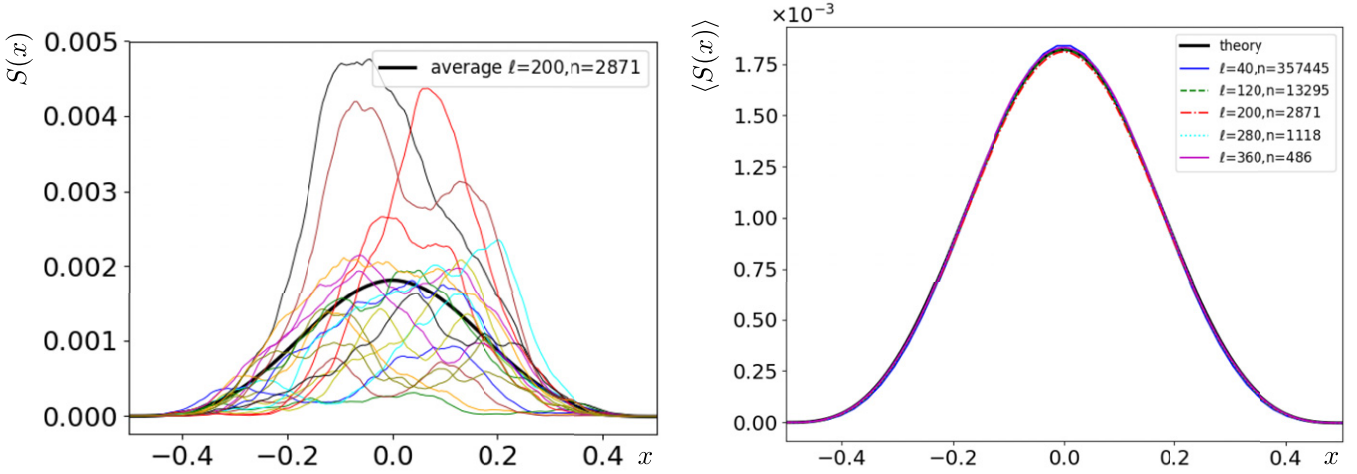 S(x)
0.005
0.004
0.003
0.002
0.001
0.000
average ℓ=200,n=2871
−0.4 −0.2 0.0 0.2 0.4 x
×10⁻³
⟨S(x)⟩
1.75
1.50
1.25
1.00
0.75
0.50
0.25
0.00
theory
ℓ=40,n=357445
ℓ=120,n=13295
ℓ=200,n=2871
ℓ=280,n=1118
ℓ=360,n=486
−0.4 −0.2 0.0 0.2 0.4 x